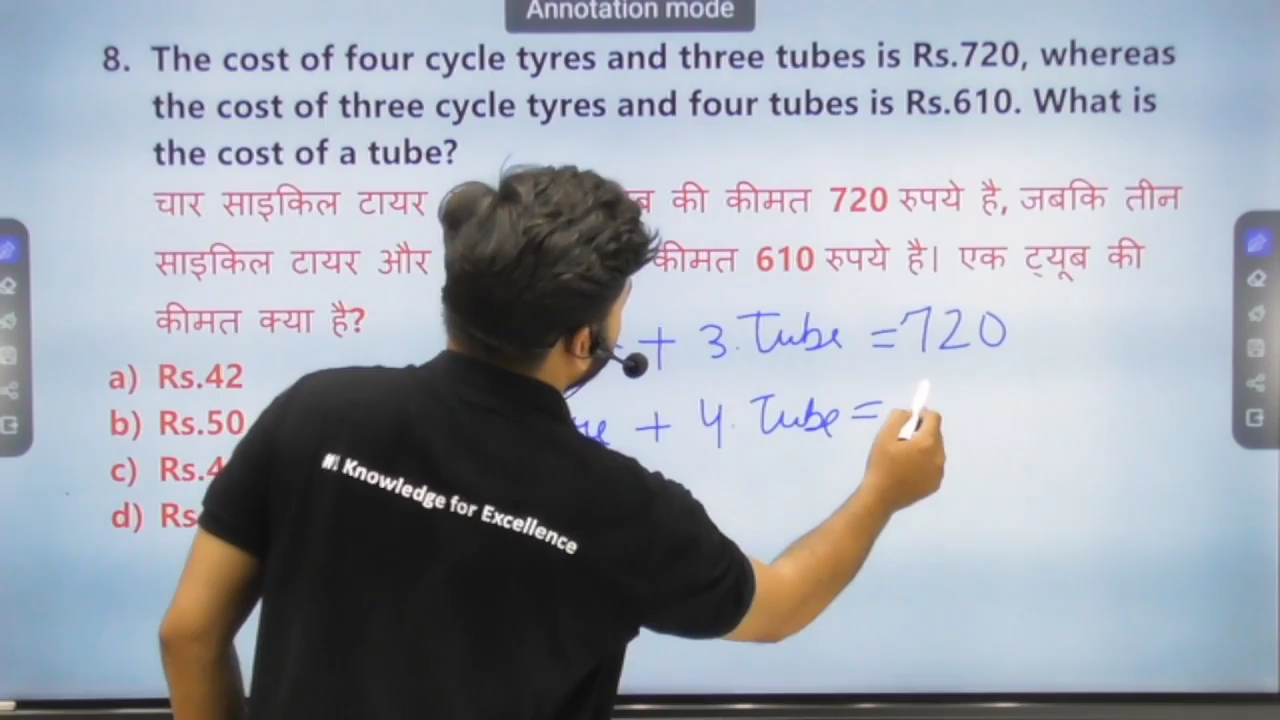 Annotation mode
8. The cost of four cycle tyres and three tubes is Rs.720, whereas
the cost of three cycle tyres and four tubes is Rs.610. What is
the cost of a tube?
चार साइकिल टायर की कीमत 720 रुपये है, जबकि तीन
साइकिल टायर और कीमत 610 रुपये है। एक ट्यूब की
कीमत क्या है?
+ 3. Tube = 720
a) Rs.42
+ 4. Tube =
b) Rs.50
c) Rs.4
d) Rs
#1 Knowledge for Excellence